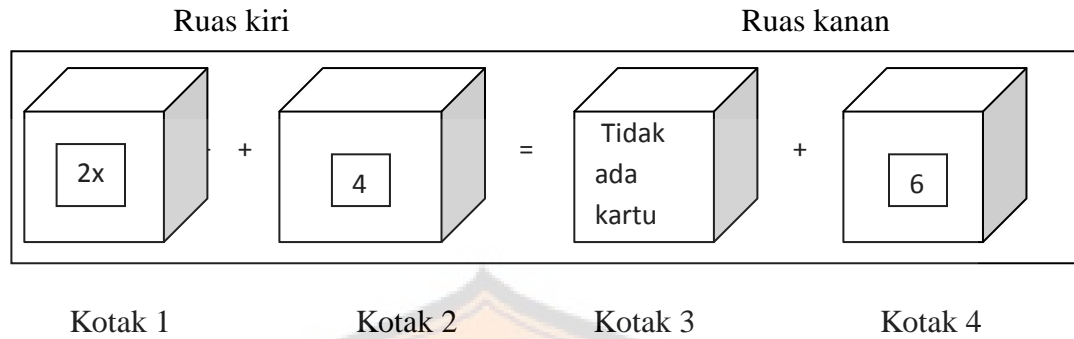 Ruas kiri Ruas kanan
2x + 4 = Tidak ada kartu + 6
Kotak 1 Kotak 2 Kotak 3 Kotak 4